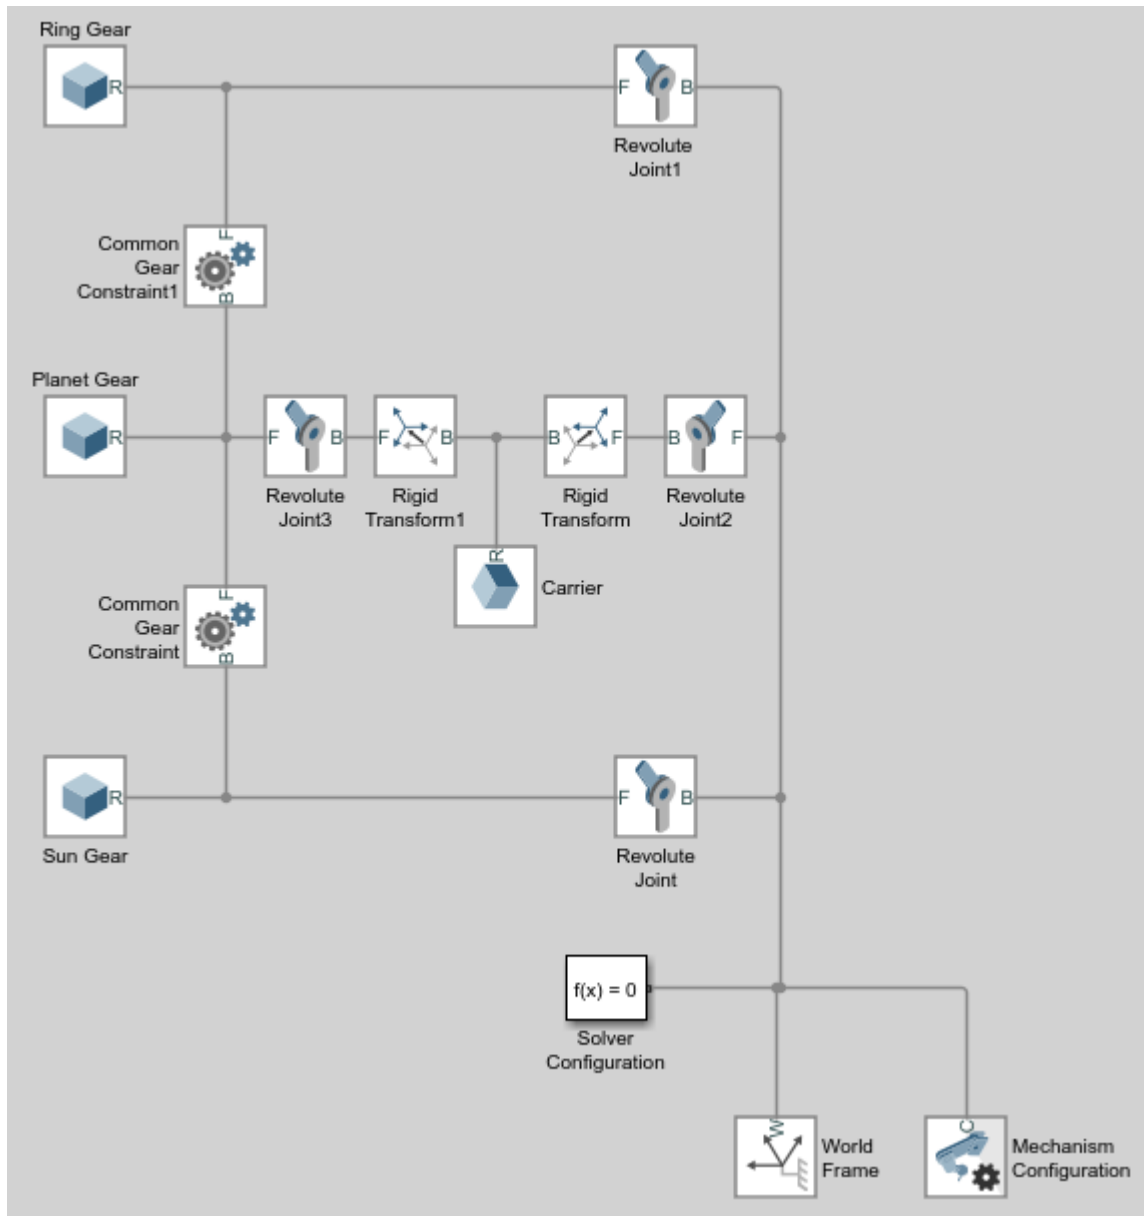 Ring Gear
R
F
B
Revolute
Joint1
F
Common
Gear
Constraint1
B
Planet Gear
R
F
B
F
B
B
F
B
F
Revolute
Joint3
Rigid
Transform1
Rigid
Transform
Revolute
Joint2
R
Carrier
F
Common
Gear
Constraint
B
R
F
B
Sun Gear
Revolute
Joint
f(x) = 0
Solver
Configuration
W
World
Frame
C
Mechanism
Configuration